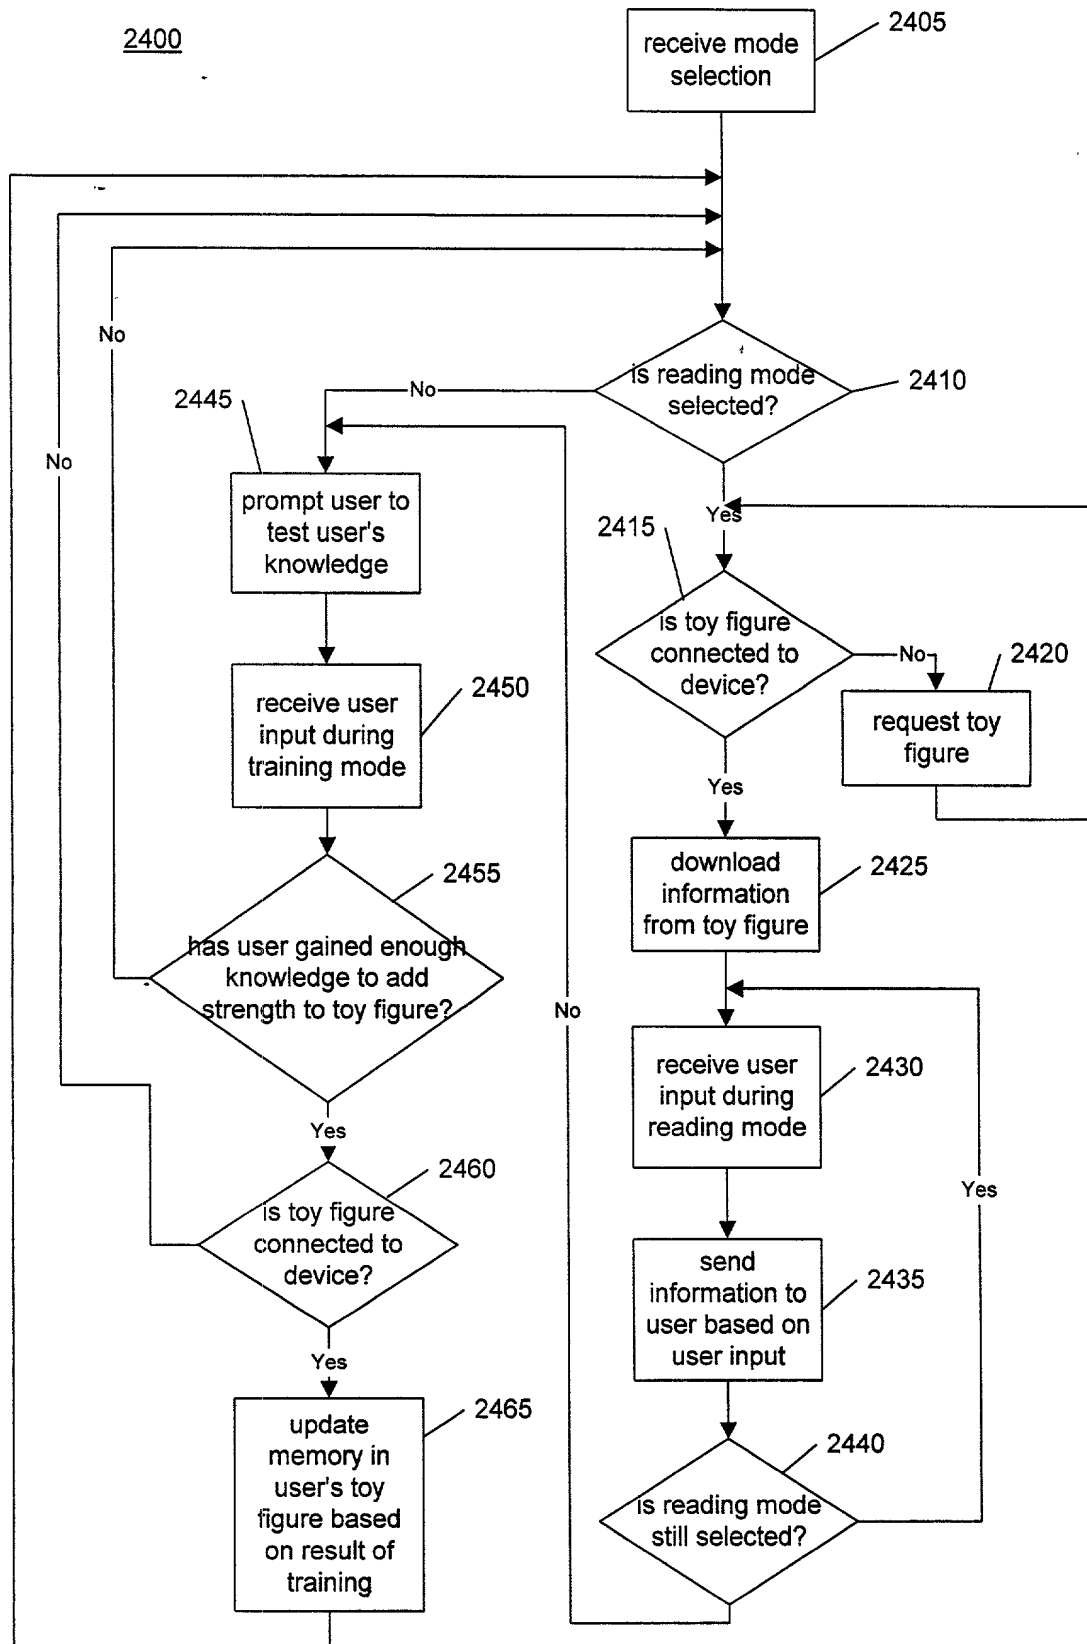 2400
receive mode
selection
2405
No
is reading mode
selected?
2410
No
2445
No
prompt user to
test user's
knowledge
Yes
2415
is toy figure
connected to
device?
No
2420
request toy
figure
receive user
input during
training mode
2450
Yes
download
information
from toy figure
2425
2455
has user gained enough
knowledge to add
strength to toy figure?
No
receive user
input during
reading mode
2430
Yes
Yes
2460
is toy figure
connected to
device?
send
information to
user based on
user input
2435
Yes
update
memory in
user's toy
figure based
on result of
training
2465
2440
is reading mode
still selected?